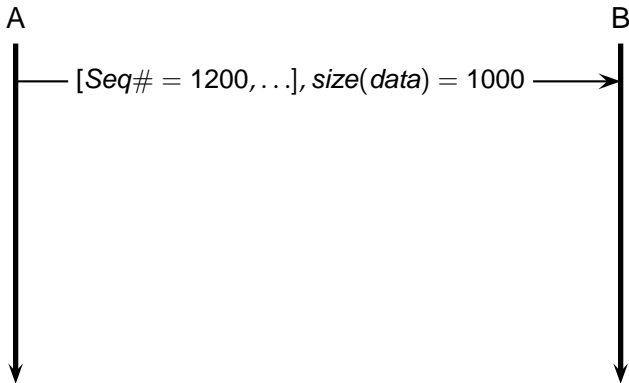 A B
[Seq# = 1200, . . .], size(data) = 1000